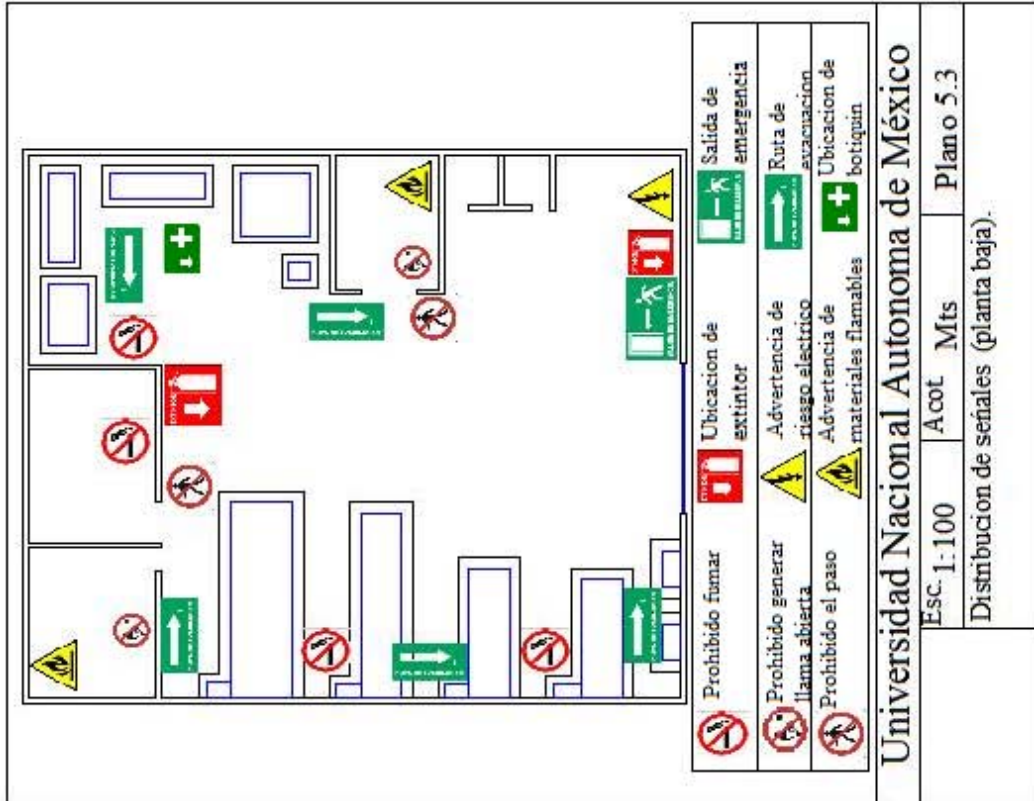 Prohibido fumar
Ubicacion de
extintor
Salida de
emergencia
Prohibido generar
llama abierta
Advertencia de
riesgo electrico
Ruta de
evacuacion
Prohibido el paso
Advertencia de
materiales flamables
Ubicacion de
botiquin
Universidad Nacional Autonoma de México
Esc. 1:100
Acot. Mts
Plano 5.3
Distribucion de señales (planta baja).